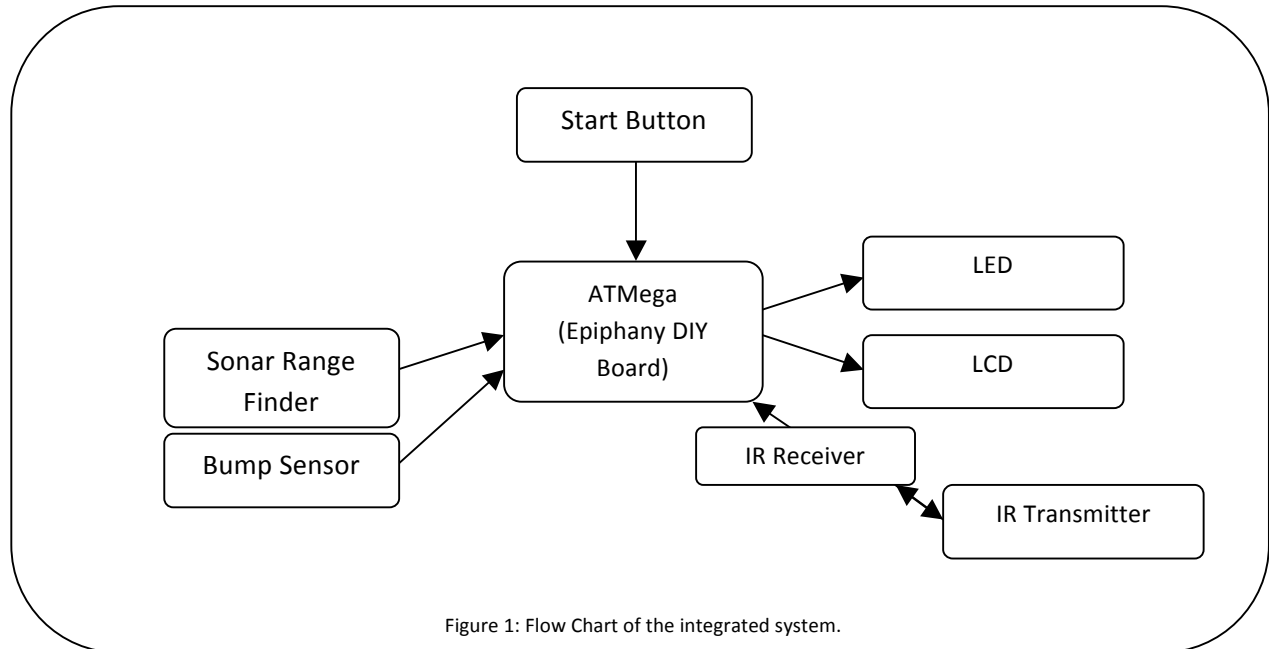 Start Button
ATMega
(Epiphany DIY
Board)
LED
LCD
Sonar Range
Finder
Bump Sensor
IR Receiver
IR Transmitter
Figure 1: Flow Chart of the integrated system.